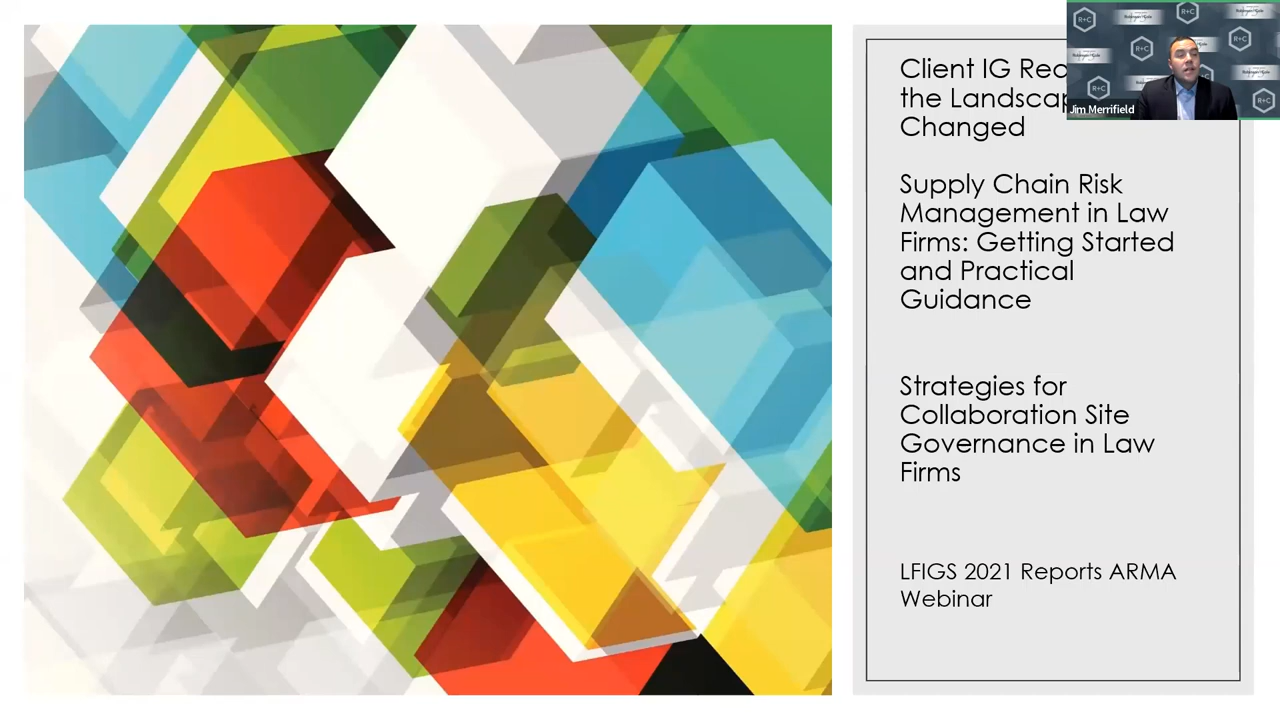 Client IG Rec
the Landscap
Changed
Supply Chain Risk
Management in Law
Firms: Getting Started
and Practical
Guidance
Strategies for
Collaboration Site
Governance in Law
Firms
LFIGS 2021 Reports ARMA
Webinar
Jim Merrifield
R+C
R+C
R+C
R+C
R+C
R+C